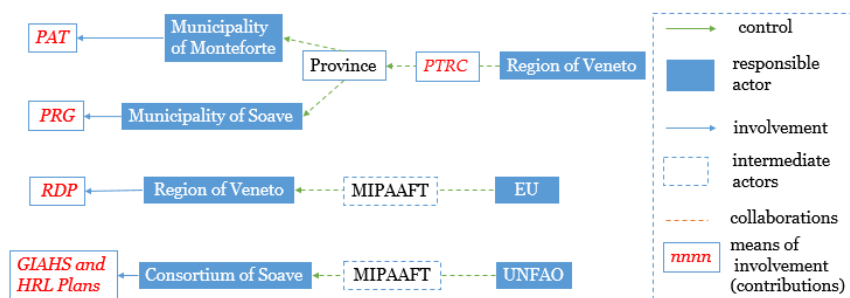 PAT
Municipality
of Monteforte
Province
PTRC
Region of Veneto
PRG
Municipality of Soave
RDP
Region of Veneto
MIPAAFT
EU
GIAHS and
HRL Plans
Consortium of Soave
MIPAAFT
UNFAO
control
responsible
actor
involvement
intermediate
actors
collaborations
nnnn
means of
involvement
(contributions)